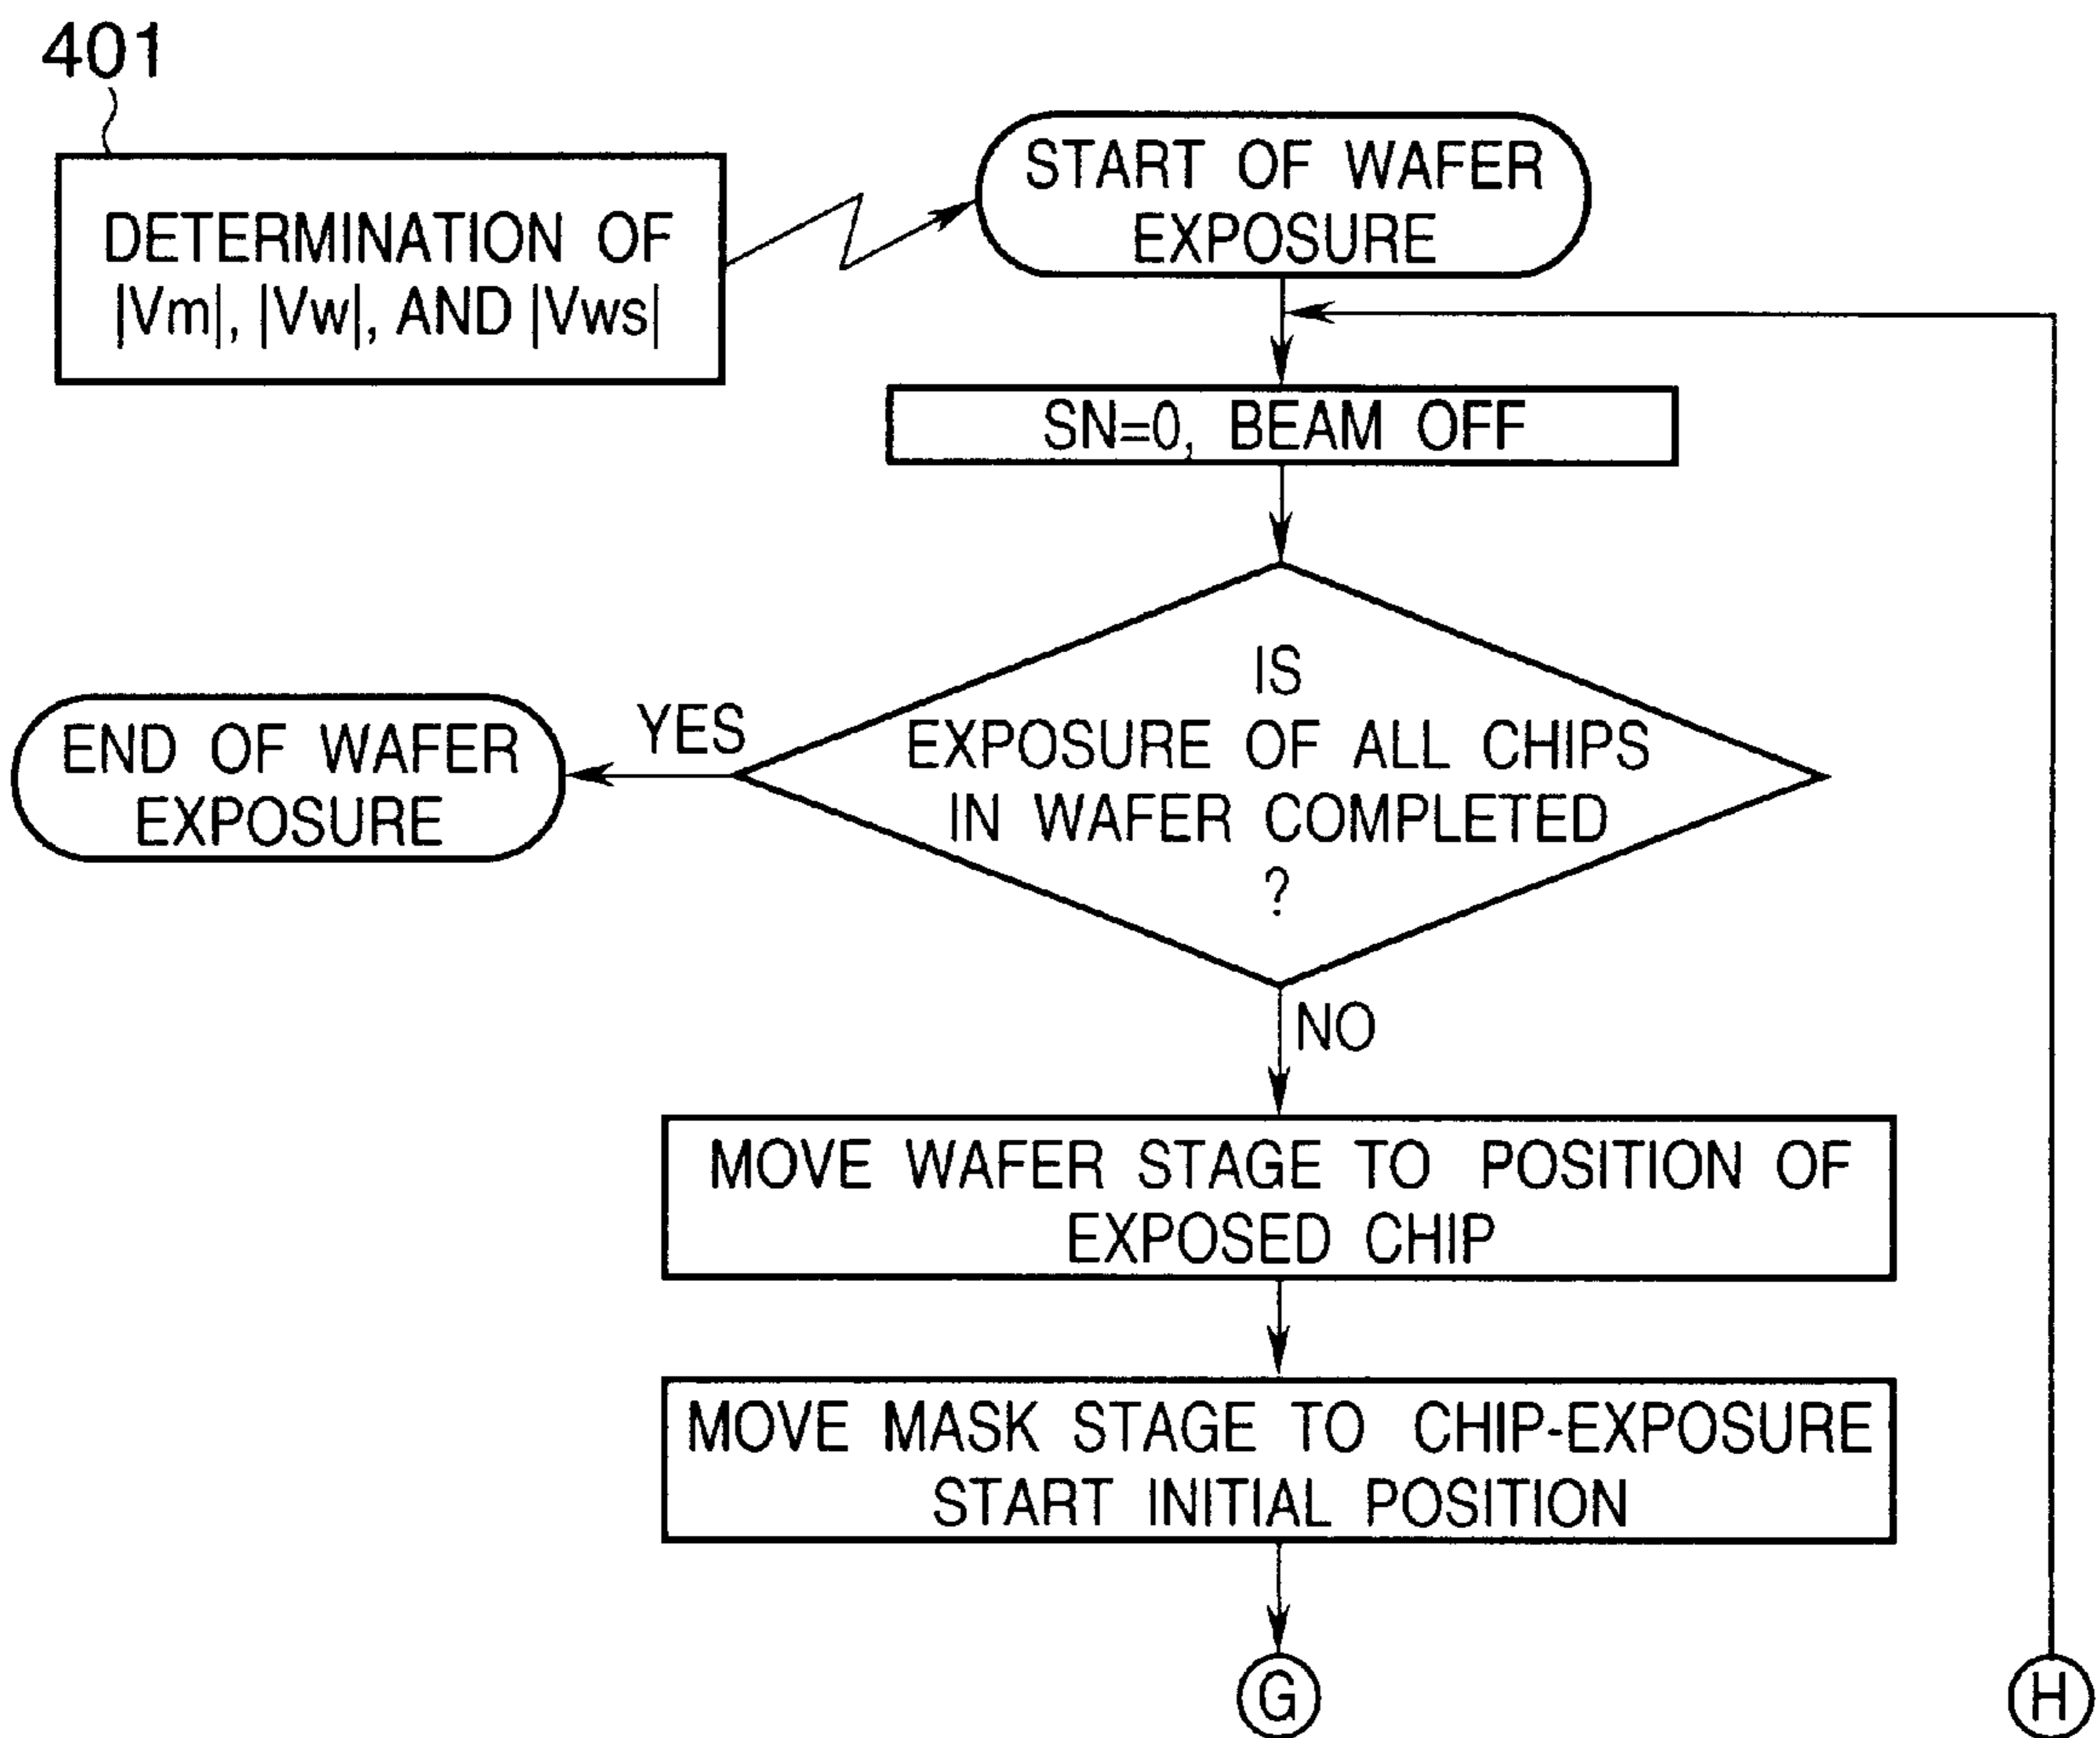 401
DETERMINATION OF
|Vm|, |Vw|, AND |Vws|
START OF WAFER
EXPOSURE
SN=0, BEAM OFF
IS
EXPOSURE OF ALL CHIPS
IN WAFER COMPLETED
?
YES
END OF WAFER
EXPOSURE
NO
MOVE WAFER STAGE TO POSITION OF
EXPOSED CHIP
MOVE MASK STAGE TO CHIP-EXPOSURE
START INITIAL POSITION
G
H